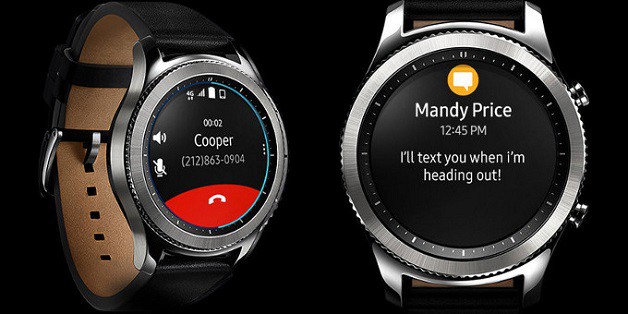 4G
00:02
Cooper
(212)863-0904
Mandy Price
12:45 PM
I'll text you when i'm
heading out!